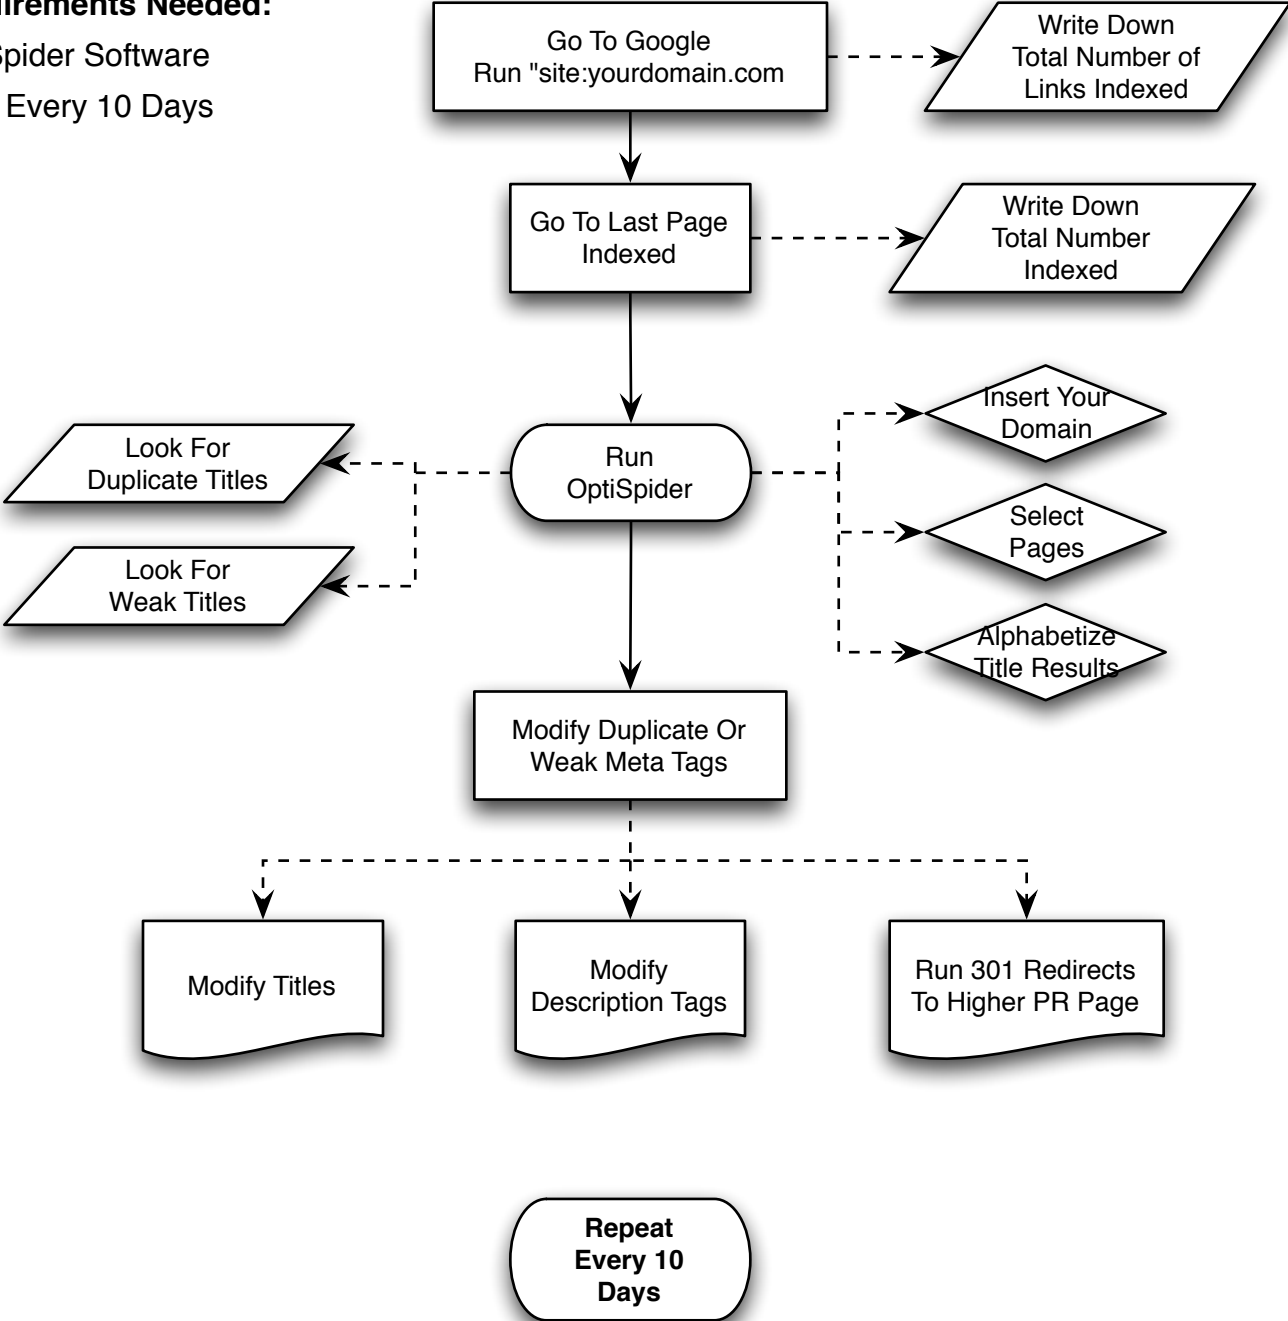 irements Needed:
Spider Software
Every 10 Days
Go To Google
Run "site:yourdomain.com
Write Down
Total Number of
Links Indexed
Go To Last Page
Indexed
Write Down
Total Number
Indexed
Look For
Duplicate Titles
Run
OptiSpider
Insert Your
Domain
Select
Pages
Look For
Weak Titles
Alphabetize
Title Results
Modify Duplicate Or
Weak Meta Tags
Modify Titles
Modify
Description Tags
Run 301 Redirects
To Higher PR Page
Repeat
Every 10
Days